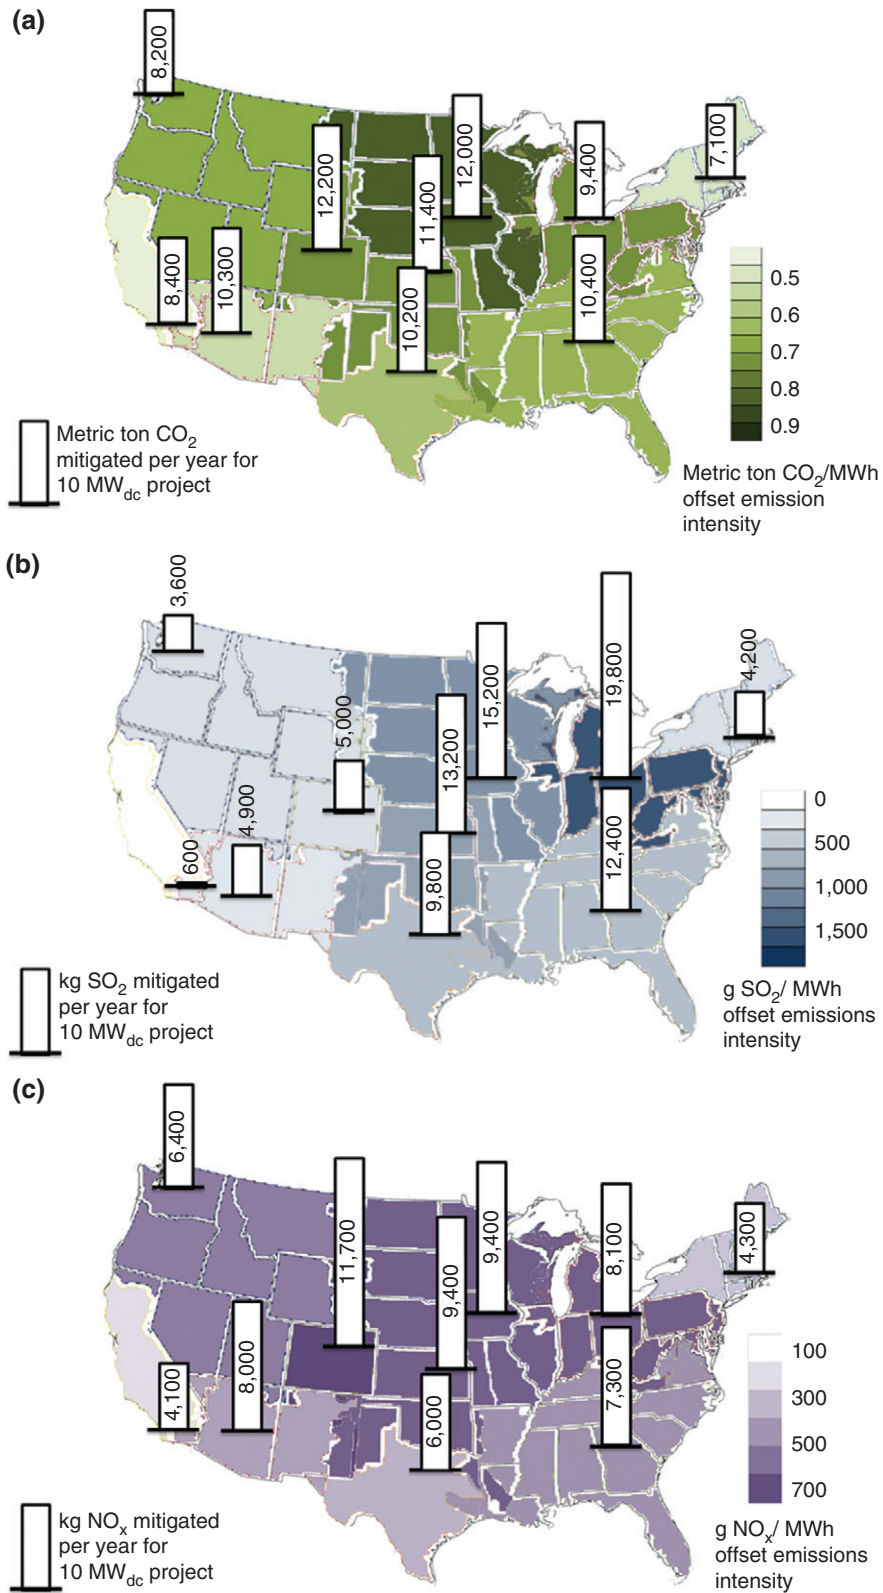 (a)
8,200
12,200
11,400
12,000
9,400
7,100
8,400
10,300
10,200
10,400
0.5
0.6
0.7
0.8
0.9
Metric ton CO2
mitigated per year for
10 MWdc project
Metric ton CO2/MWh
offset emission
intensity
(b)
3,600
5,000
13,200
15,200
19,800
4,200
600
4,900
9,800
12,400
0
500
1,000
1,500
kg SO2 mitigated
per year for
10 MWdc project
g SO2/ MWh
offset emissions
intensity
(c)
6,400
11,700
9,400
9,400
8,100
4,300
4,100
8,000
6,000
7,300
100
300
500
700
kg NOx mitigated
per year for
10 MWdc project
g NOx/ MWh
offset emissions
intensity